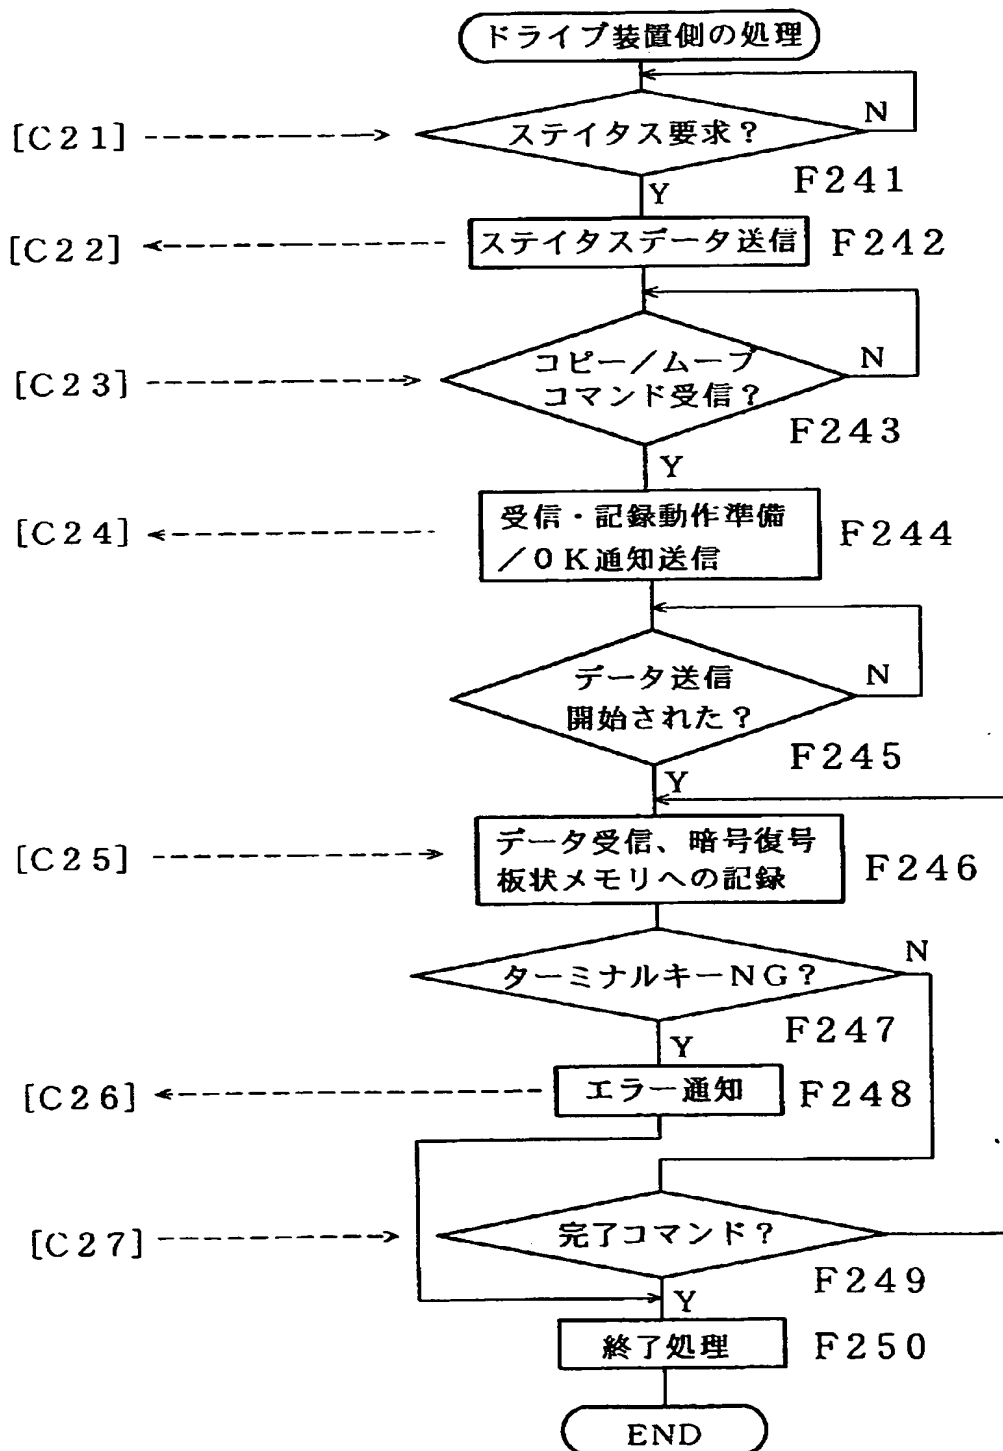 ドライブ装置側の処理
N
[C21]
ステイタス要求?
F241
Y
[C22]
ステイタスデータ送信
F242
[C23]
コピー/ムーブ
コマンド受信?
N
F243
Y
[C24]
受信・記録動作準備
/OK通知送信
F244
データ送信
開始された?
N
F245
Y
[C25]
データ受信、暗号復号
板状メモリへの記録
F246
N
ターミナルキーNG?
F247
Y
[C26]
エラー通知
F248
[C27]
完了コマンド?
F249
Y
終了処理
F250
END